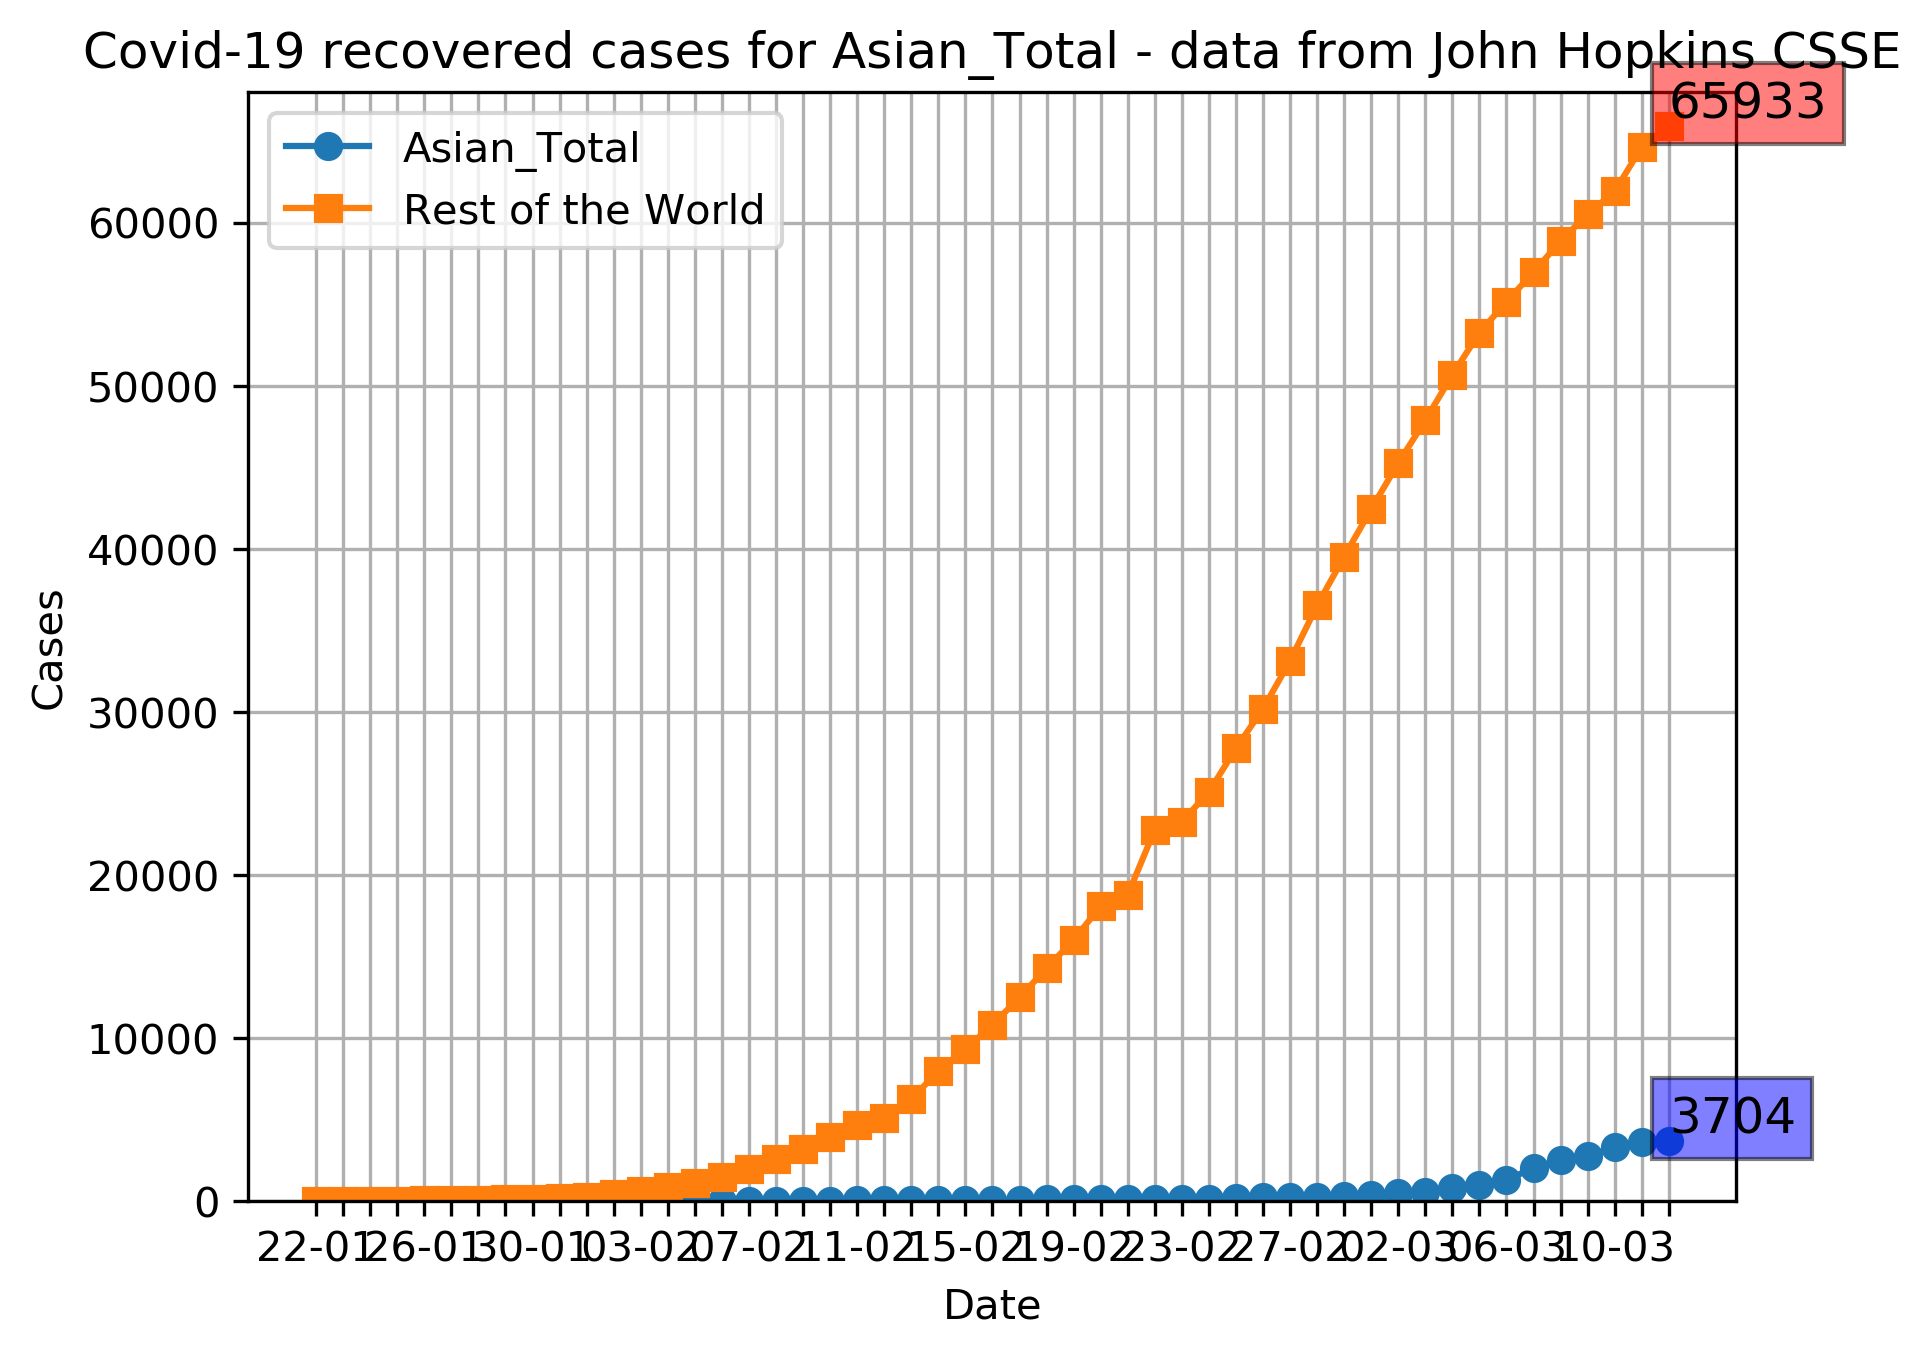 Covid-19 recovered cases for Asian_Total - data from John Hopkins CSSE
65933
Asian_Total
Rest of the World
60000
50000
40000
30000
20000
10000
0
3704
Cases
22-01 26-01 30-01 03-02 07-02 11-02 15-02 19-02 23-02 27-02 02-03 06-03 10-03
Date